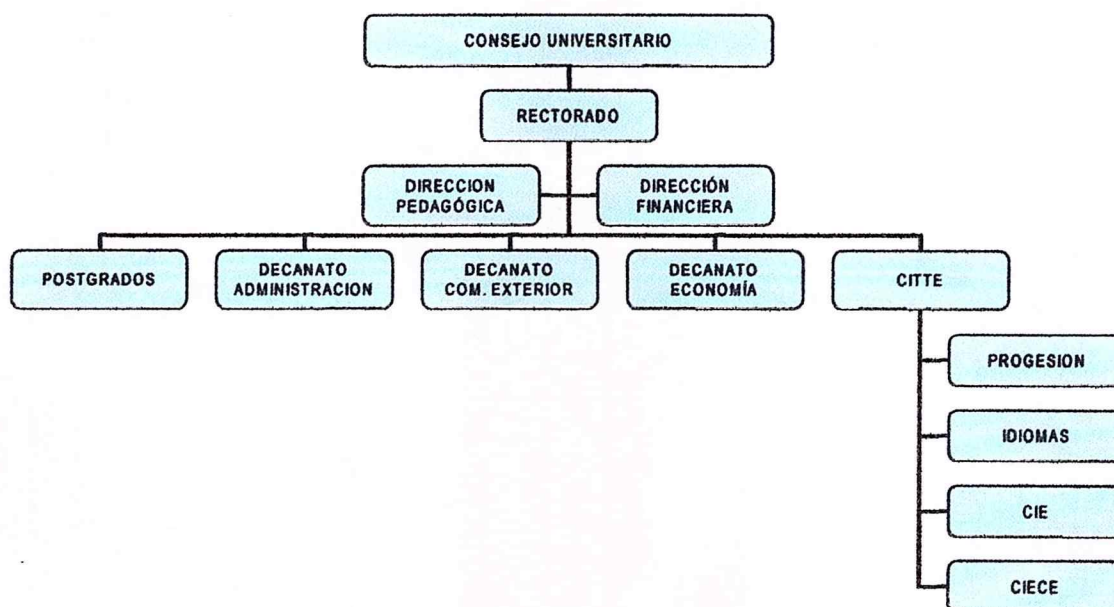 CONSEJO UNIVERSITARIO
RECTORADO
DIRECCION
PEDAGÓGICA
DIRECCIÓN
FINANCIERA
POSTGRADOS
DECANATO
ADMINISTRACION
DECANATO
COM. EXTERIOR
DECANATO
ECONOMÍA
CITTE
PROGESION
IDIOMAS
CIE
CIECE